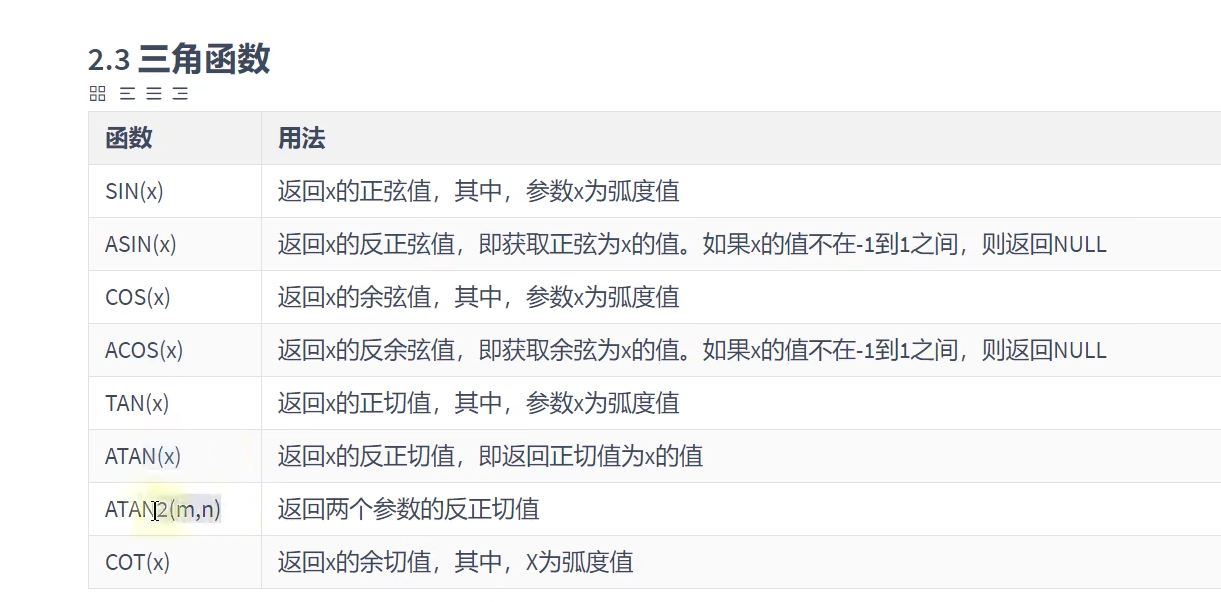 2.3 三角函数
函数 用法
SIN(x) 返回x的正弦值，其中，参数x为弧度值
ASIN(x) 返回x的反正弦值，即获取正弦为x的值。如果x的值不在-1到1之间，则返回NULL
COS(x) 返回x的余弦值，其中，参数x为弧度值
ACOS(x) 返回x的反余弦值，即获取余弦为x的值。如果x的值不在-1到1之间，则返回NULL
TAN(x) 返回x的正切值，其中，参数x为弧度值
ATAN(x) 返回x的反正切值，即返回正切值为x的值
ATAN2(m,n) 返回两个参数的反正切值
COT(x) 返回x的余切值，其中，X为弧度值